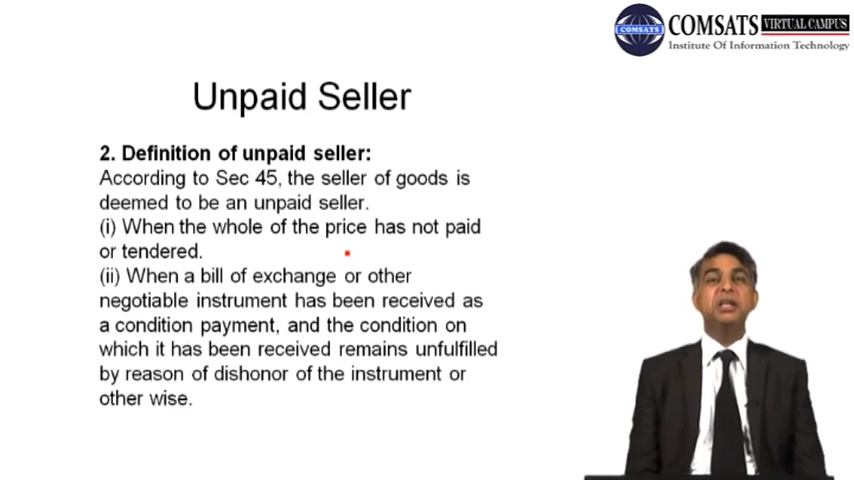 COMSATS
COMSATS VIRTUAL CAMPUS
Institute Of Information Technology
Unpaid Seller
2. Definition of unpaid seller:
According to Sec 45, the seller of goods is
deemed to be an unpaid seller.
(i) When the whole of the price has not paid
or tendered.
(ii) When a bill of exchange or other
negotiable instrument has been received as
a condition payment, and the condition on
which it has been received remains unfulfilled
by reason of dishonor of the instrument or
other wise.